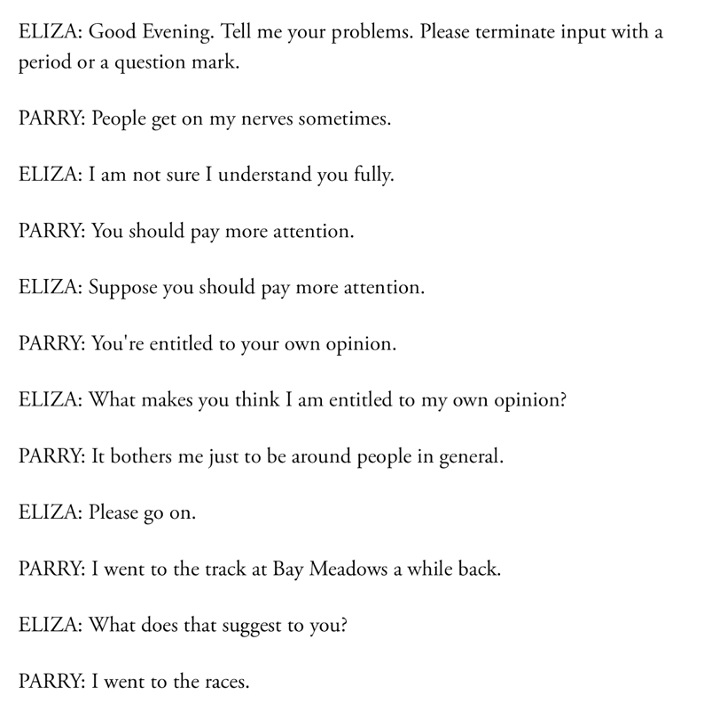 ELIZA: Good Evening. Tell me your problems. Please terminate input with a
period or a question mark.
PARRY: People get on my nerves sometimes.
ELIZA: I am not sure I understand you fully.
PARRY: You should pay more attention.
ELIZA: Suppose you should pay more attention.
PARRY: You're entitled to your own opinion.
ELIZA: What makes you think I am entitled to my own opinion?
PARRY: It bothers me just to be around people in general.
ELIZA: Please go on.
PARRY: I went to the track at Bay Meadows a while back.
ELIZA: What does that suggest to you?
PARRY: I went to the races.